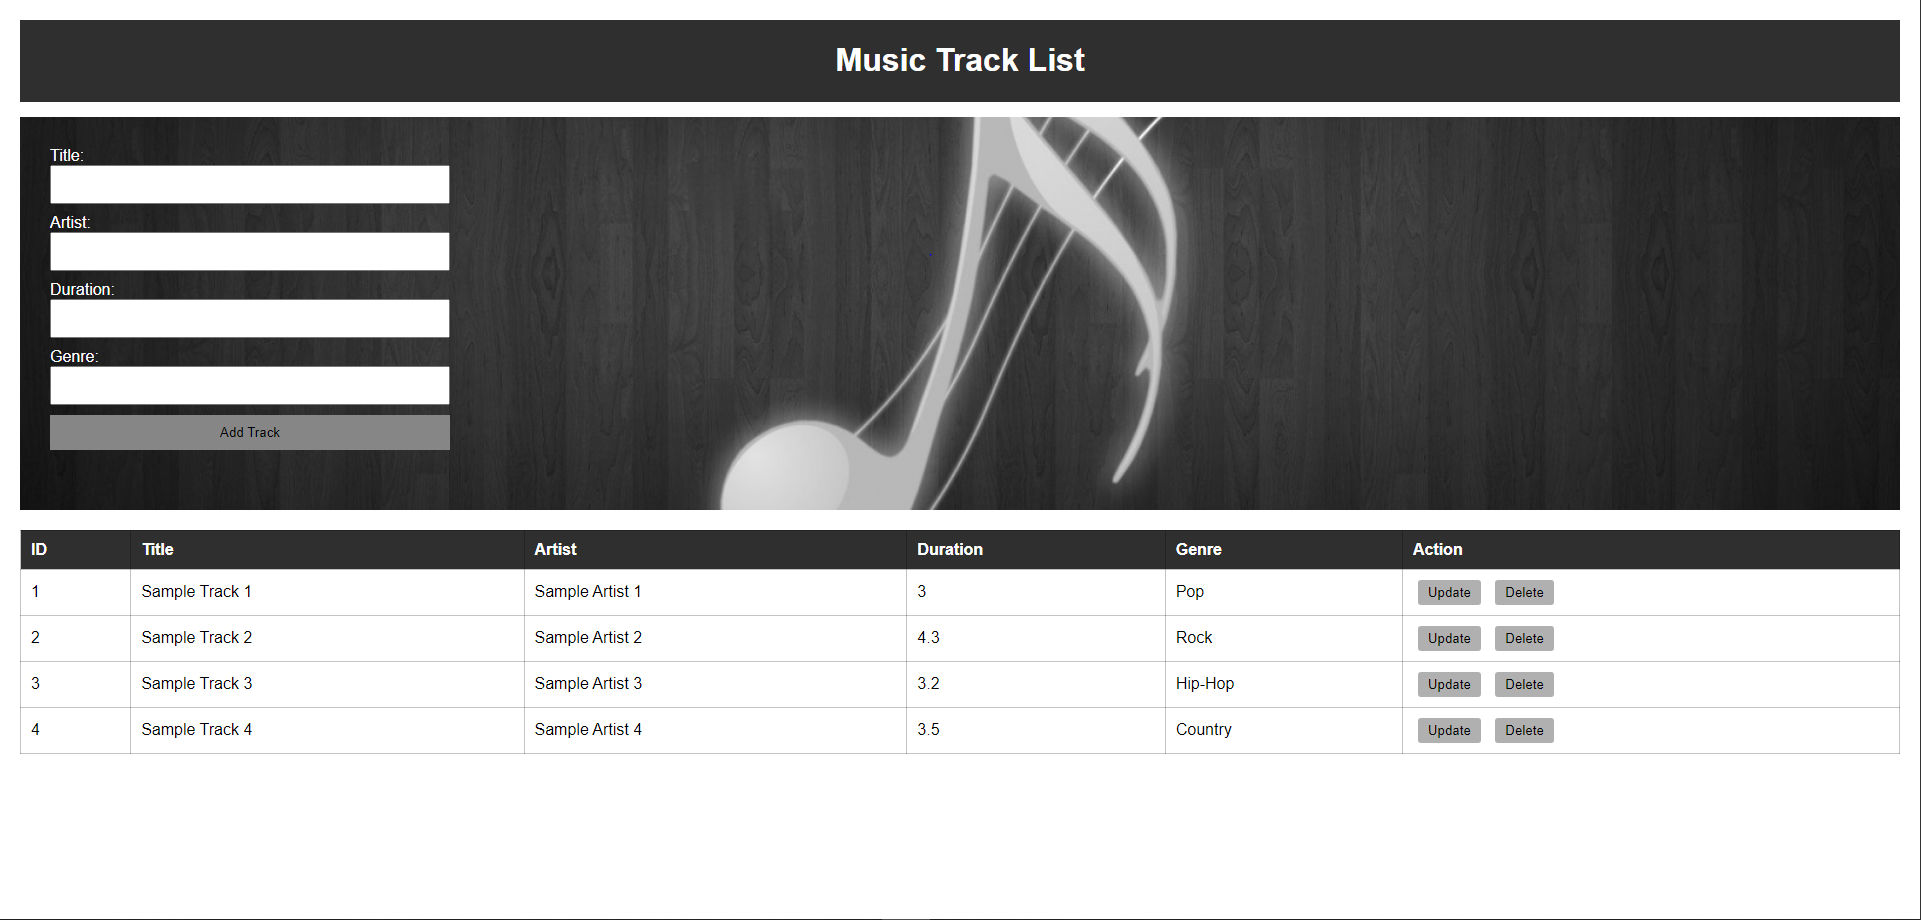 Music Track List
Title:
Artist:
Duration:
Genre:
Add Track
ID Title Artist Duration Genre Action
1 Sample Track 1 Sample Artist 1 3 Pop Update Delete
2 Sample Track 2 Sample Artist 2 4.3 Rock Update Delete
3 Sample Track 3 Sample Artist 3 3.2 Hip-Hop Update Delete
4 Sample Track 4 Sample Artist 4 3.5 Country Update Delete